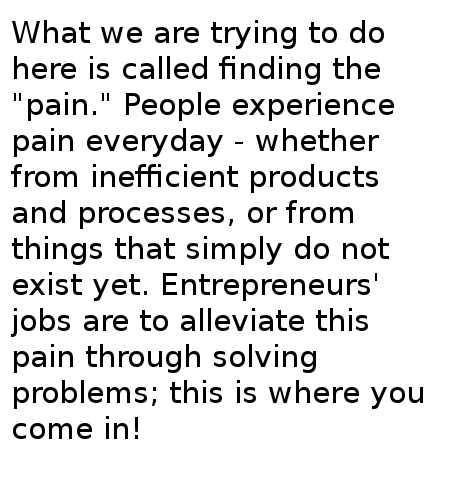 What we are trying to do
here is called finding the
"pain." People experience
pain everyday - whether
from inefficient products
and processes, or from
things that simply do not
exist yet. Entrepreneurs'
jobs are to alleviate this
pain through solving
problems; this is where you
come in!